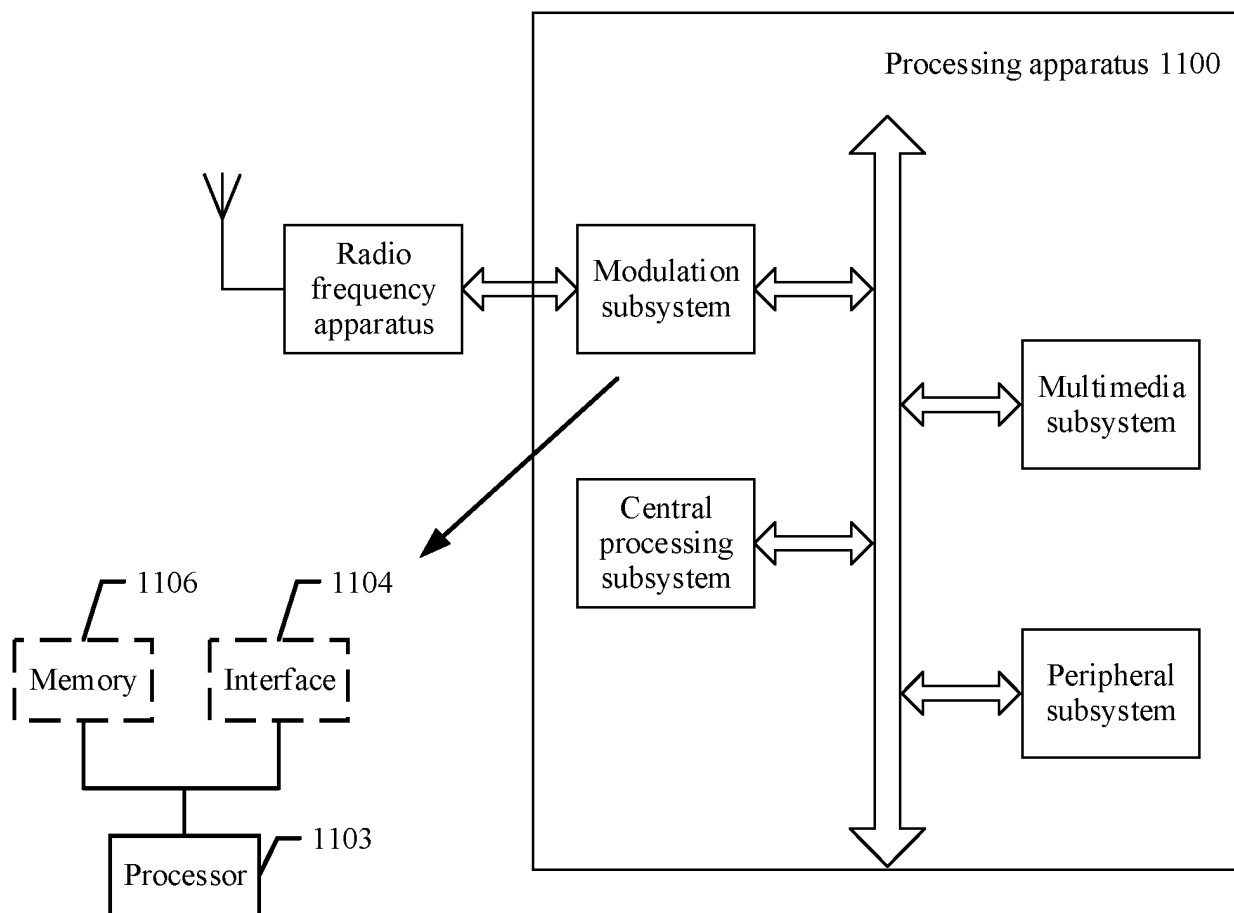 Processing apparatus 1100
Radio
frequency
apparatus
Modulation
subsystem
Multimedia
subsystem
Central
processing
subsystem
Peripheral
subsystem
1106
1104
Memory
Interface
1103
Processor